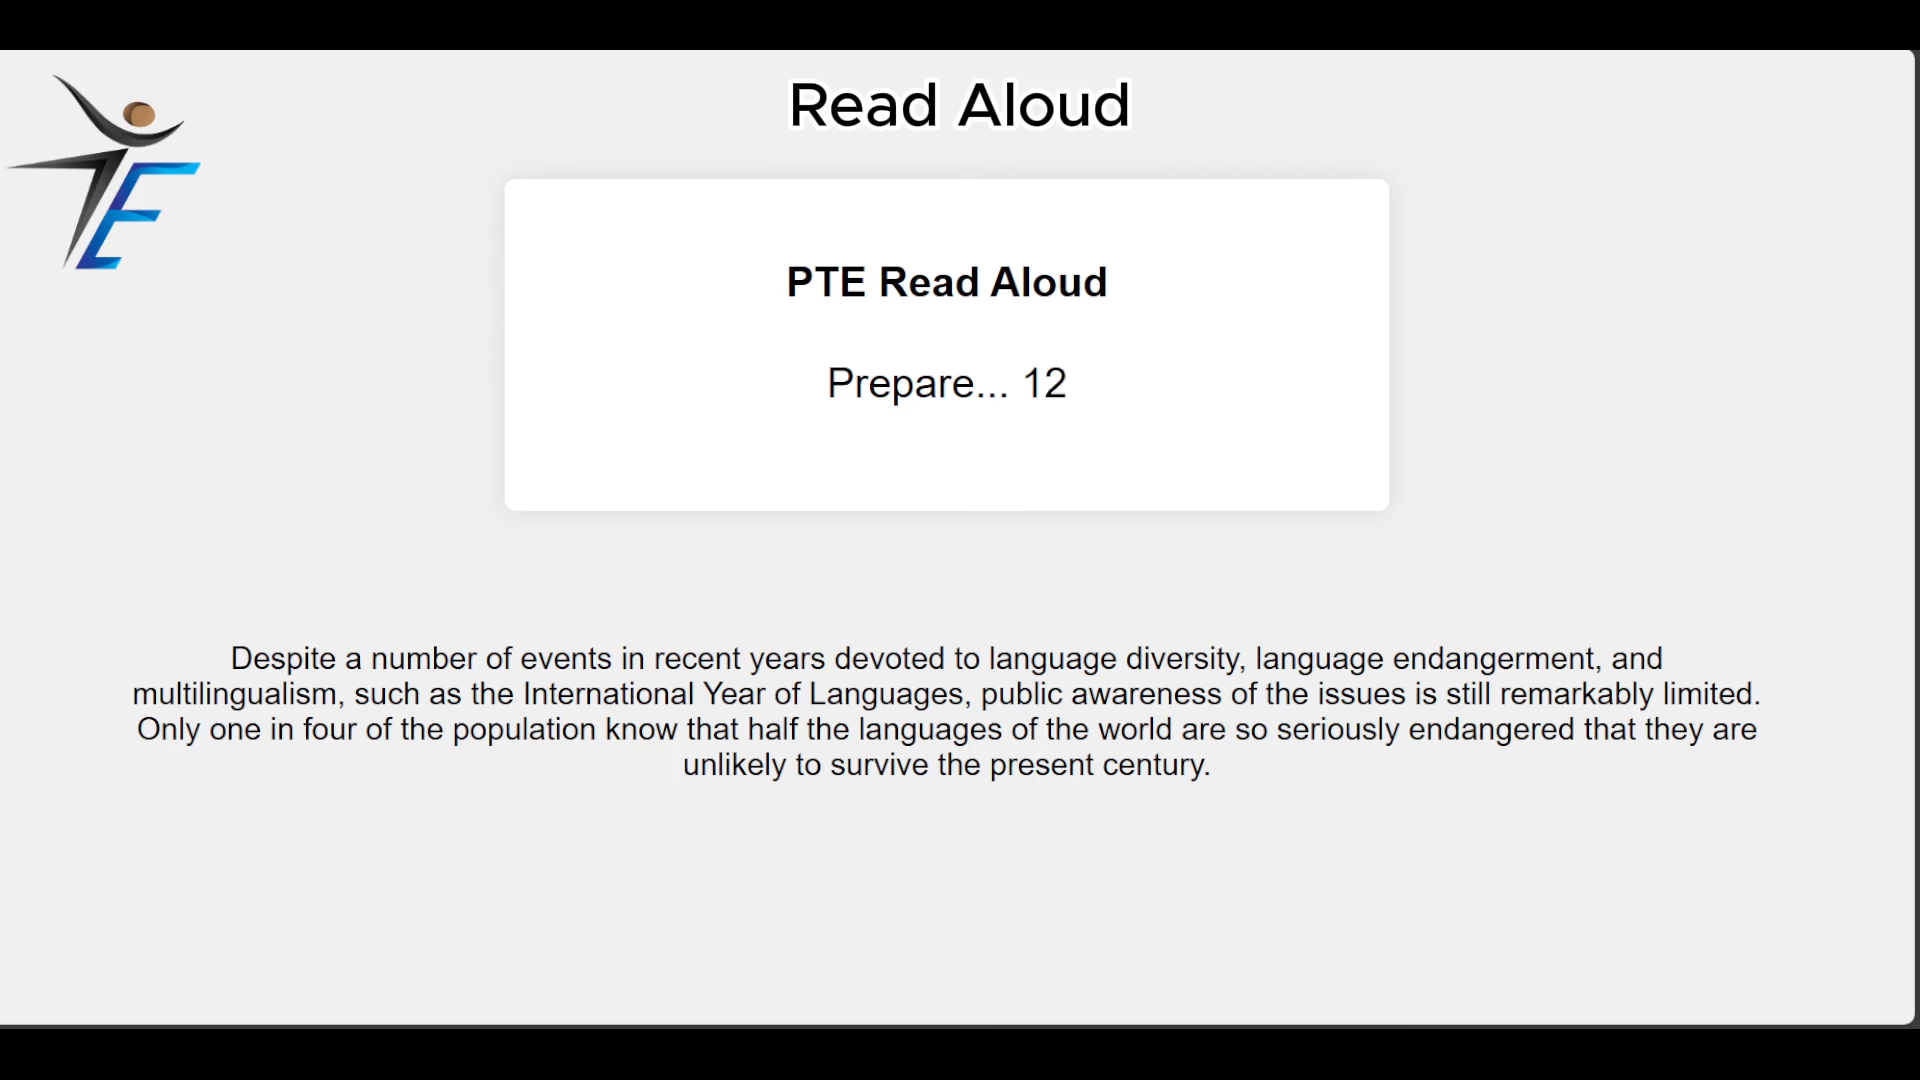 Read Aloud
PTE Read Aloud
Prepare... 12
Despite a number of events in recent years devoted to language diversity, language endangerment, and
multilingualism, such as the International Year of Languages, public awareness of the issues is still remarkably limited.
Only one in four of the population know that half the languages of the world are so seriously endangered that they are
unlikely to survive the present century.